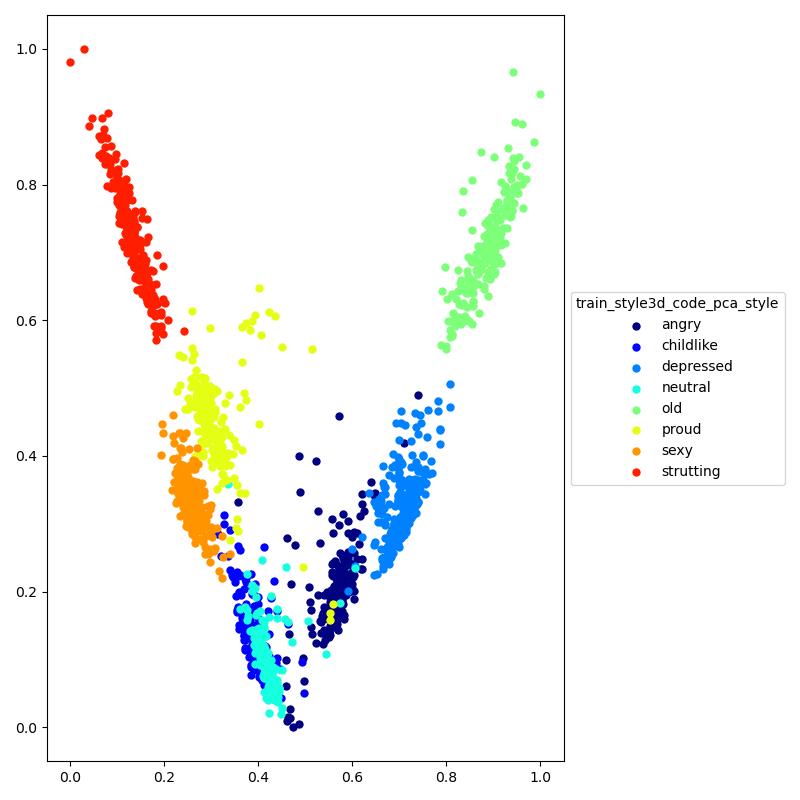 1.0
0.8
0.6
0.4
0.2
0.0
0.0 0.2 0.4 0.6 0.8 1.0
train_style3d_code_pca_style
angry
childlike
depressed
neutral
old
proud
sexy
strutting